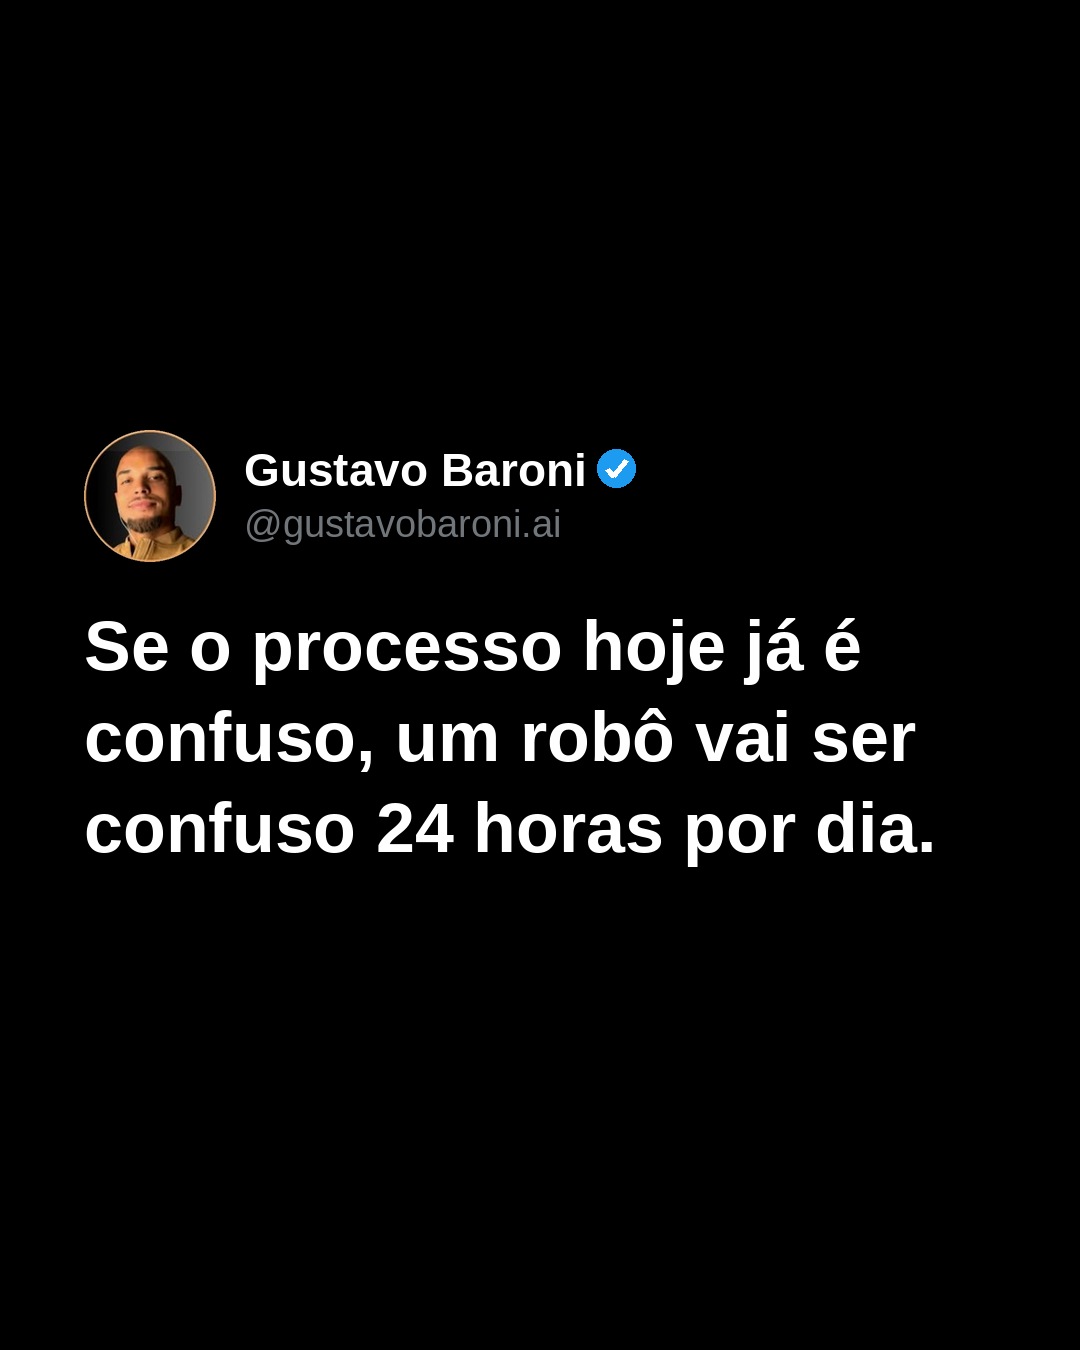 Gustavo Baroni
@gustavobaroni.ai
Se o processo hoje já é
confuso, um robô vai ser
confuso 24 horas por dia.